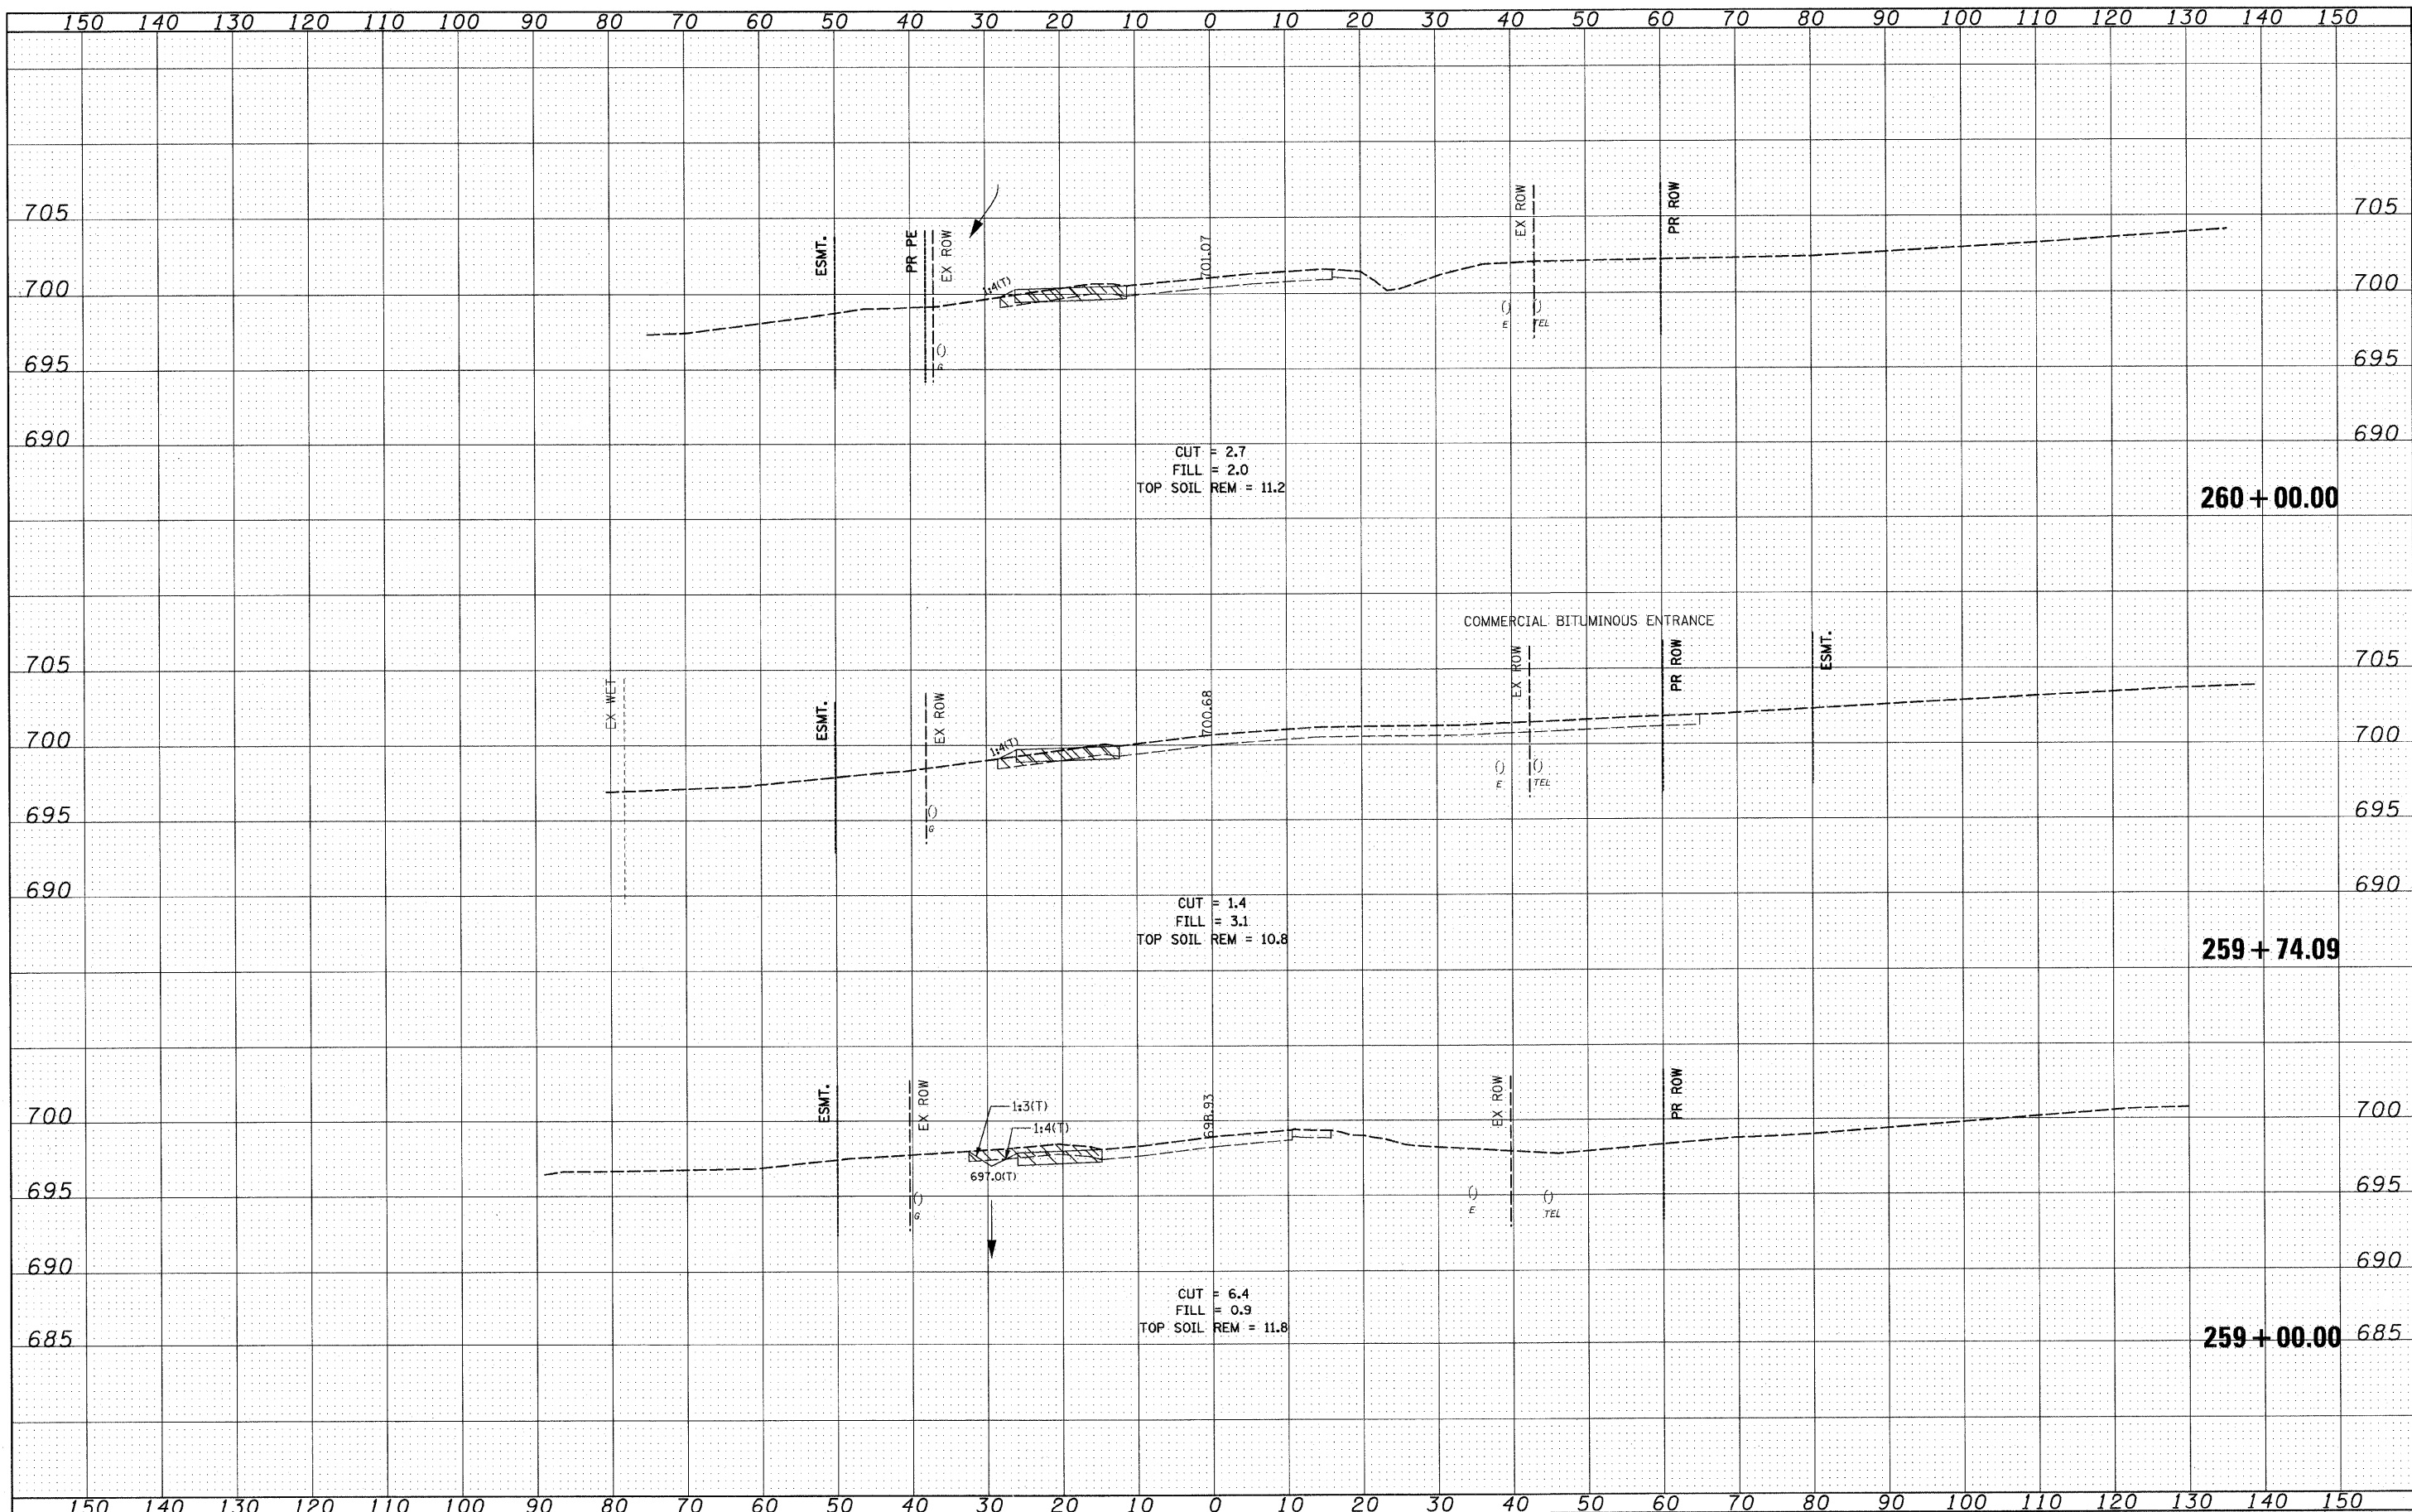 150 140 130 120 110 100 90 80 70 60 50 40 30 20 10 0 10 20 30 40 50 60 70 80 90 100 110 120 130 140 150
705 ESMT. PR PE EX ROW 701.07 EX ROW PR ROW 705
1:4(T)
700 700
E TEL
695 G 695
690 690
CUT = 2.7
FILL = 2.0
TOP SOIL REM = 11.2
260 + 00.00
COMMERCIAL BITUMINOUS ENTRANCE
705 EX WET ESMT. EX ROW 700.68 EX ROW PR ROW ESMT. 705
1:4(T)
700 700
E TEL
695 G 695
690 690
CUT = 1.4
FILL = 3.1
TOP SOIL REM = 10.8
259 + 74.09
ESMT. EX ROW 698.93 EX ROW PR ROW
1:3(T)
700 700
1:4(T)
697.0(T)
695 695
G E TEL
690 690
CUT = 6.4
FILL = 0.9
TOP SOIL REM = 11.8
685 259 + 00.00 685
150 140 130 120 110 100 90 80 70 60 50 40 30 20 10 0 10 20 30 40 50 60 70 80 90 100 110 120 130 140 150